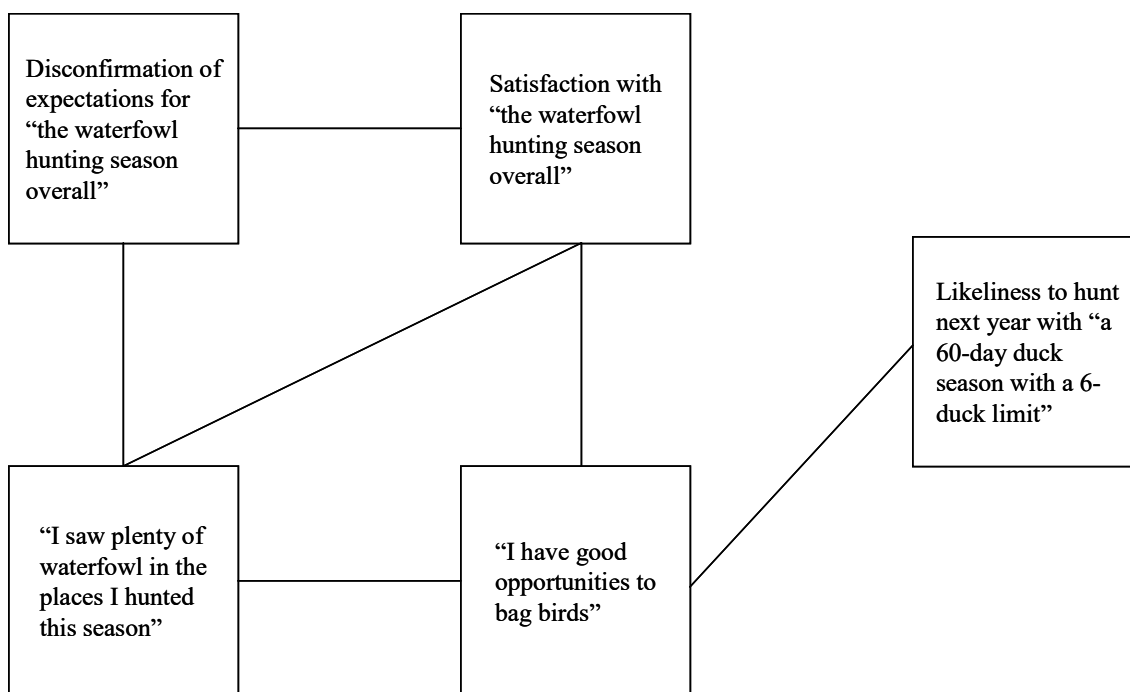 Disconfirmation of
expectations for
“the waterfowl
hunting season
overall”
Satisfaction with
“the waterfowl
hunting season
overall”
Likeliness to hunt
next year with “a
60-day duck
season with a 6-
duck limit”
“I saw plenty of
waterfowl in the
places I hunted
this season”
“I have good
opportunities to
bag birds”